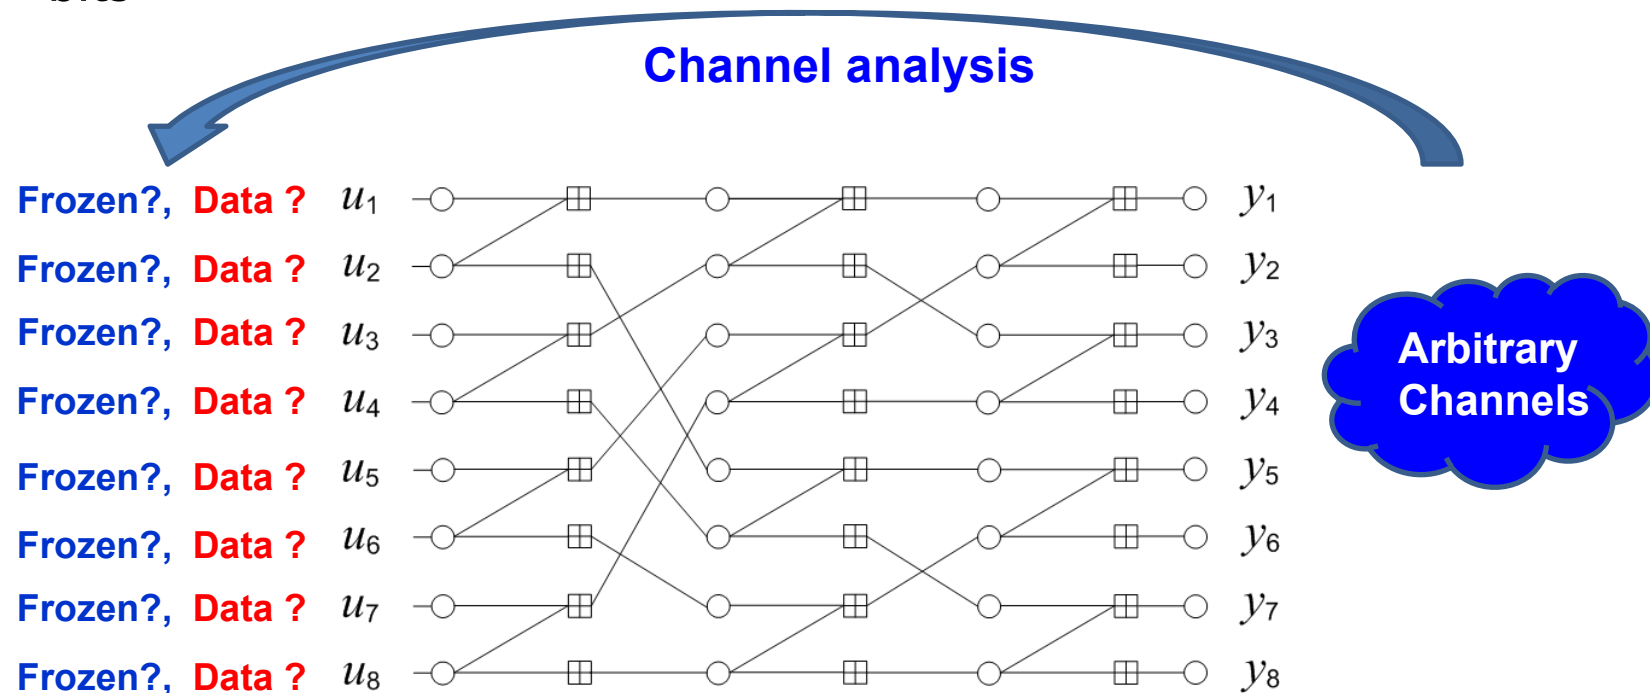 Channel analysis
Frozen?, Data ? u1 y1
Frozen?, Data ? u2 y2
Frozen?, Data ? u3 y3
Frozen?, Data ? u4 y4
Arbitrary
Channels
Frozen?, Data ? u5 y5
Frozen?, Data ? u6 y6
Frozen?, Data ? u7 y7
Frozen?, Data ? u8 y8